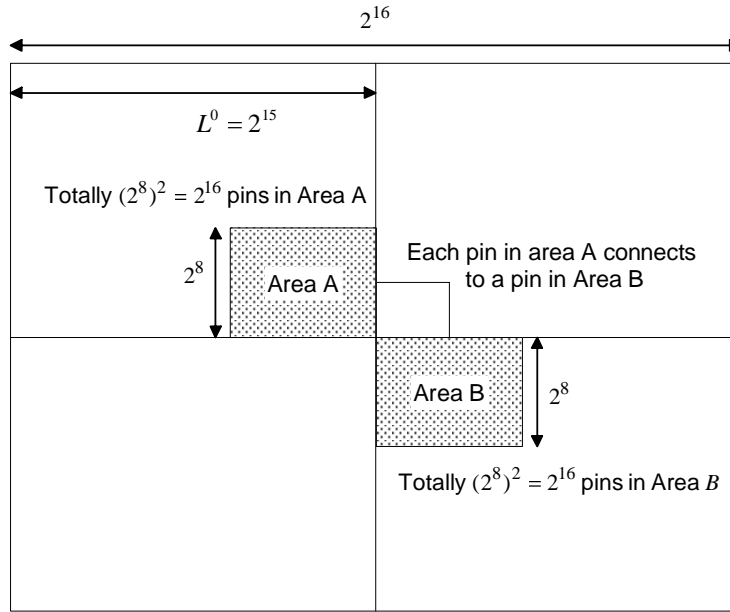 2^16
L^0 = 2^15
Totally (2^8)^2 = 2^16 pins in Area A
Each pin in area A connects
to a pin in Area B
2^8
Area A
Area B
2^8
Totally (2^8)^2 = 2^16 pins in Area B